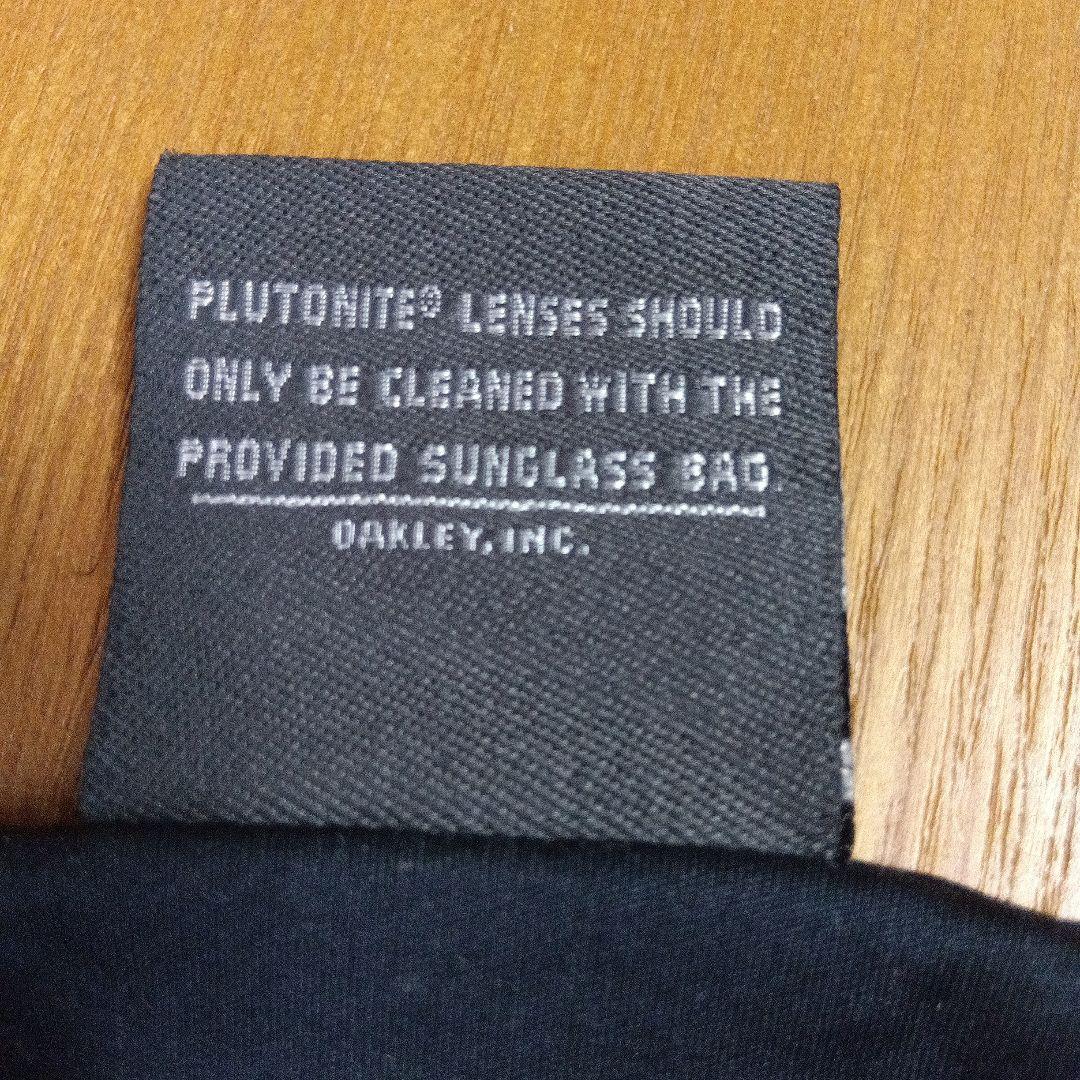 PLUTONITE® LENSES SHOULD
ONLY BE CLEANED WITH THE
PROVIDED SUNGLASS BAG.
OAKLEY, INC.